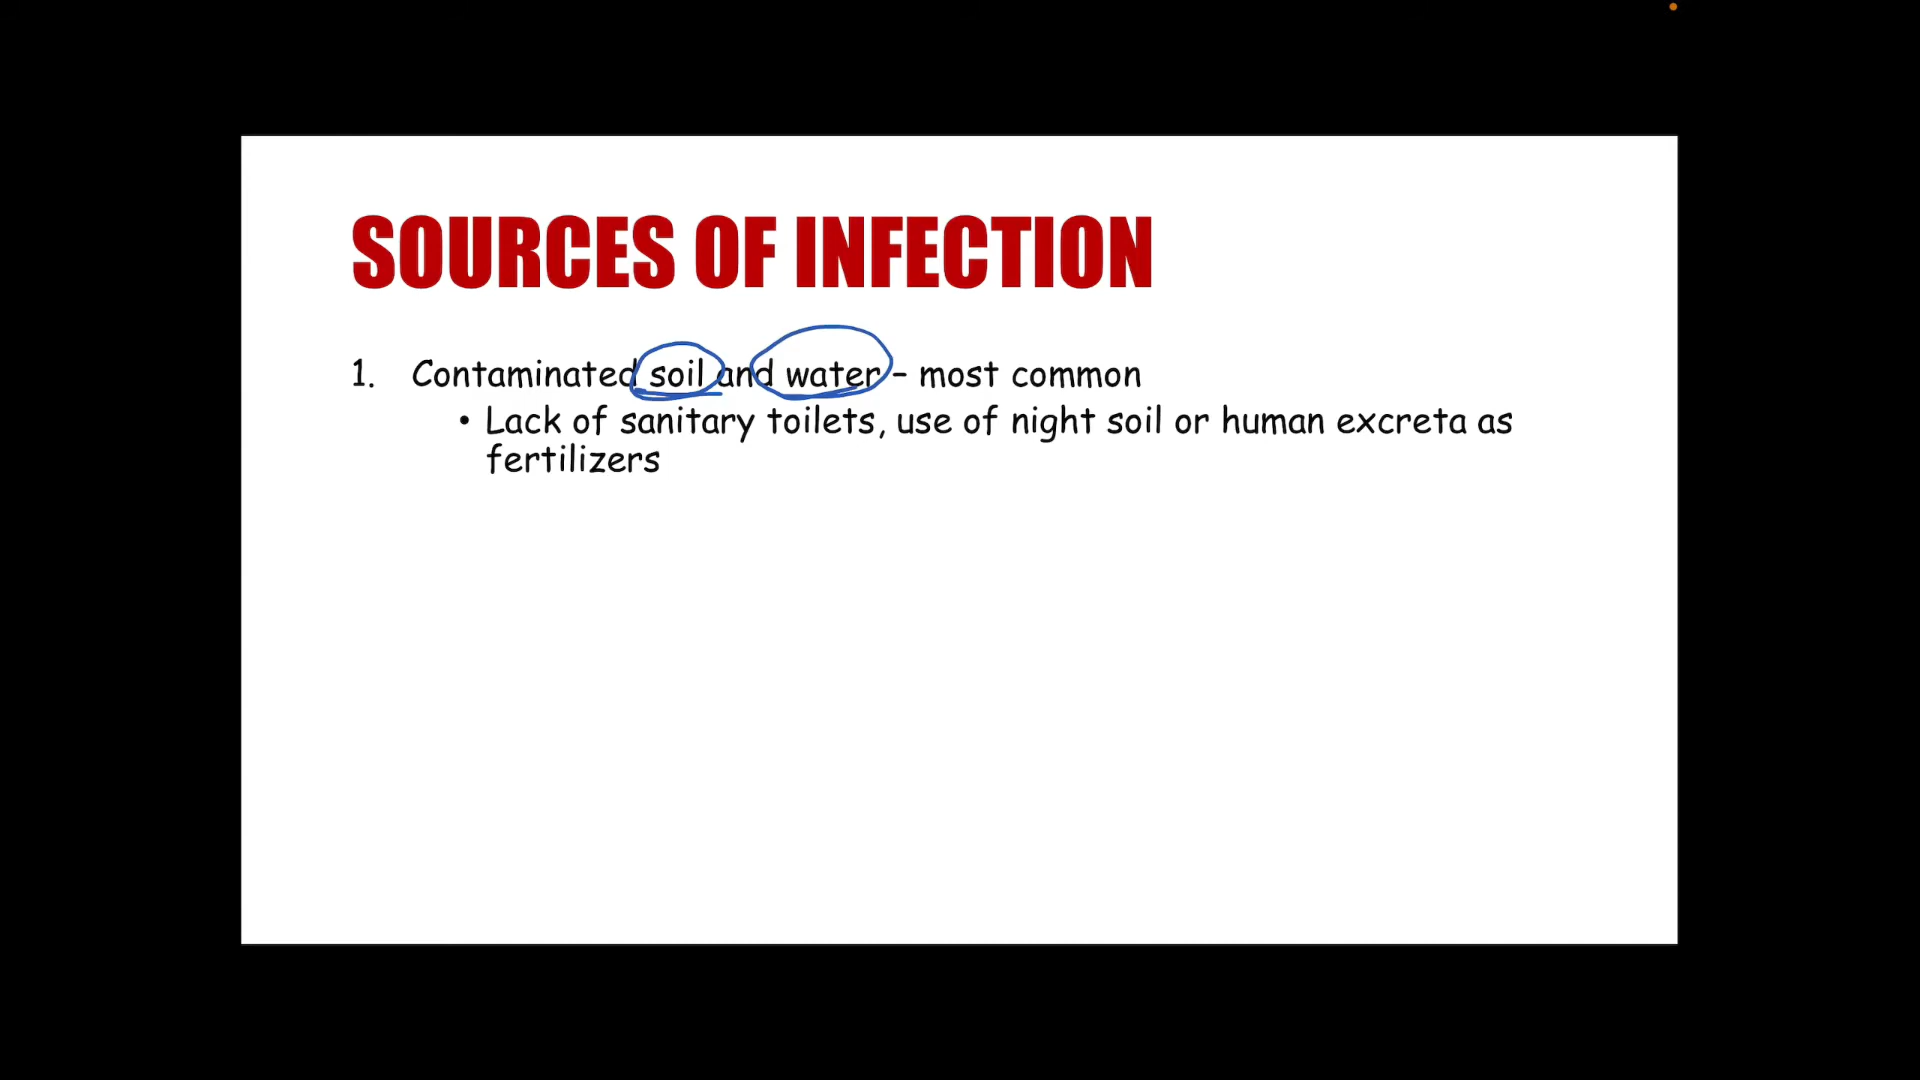 SOURCES OF INFECTION
1. Contaminated soil and water – most common
• Lack of sanitary toilets, use of night soil or human excreta as
fertilizers